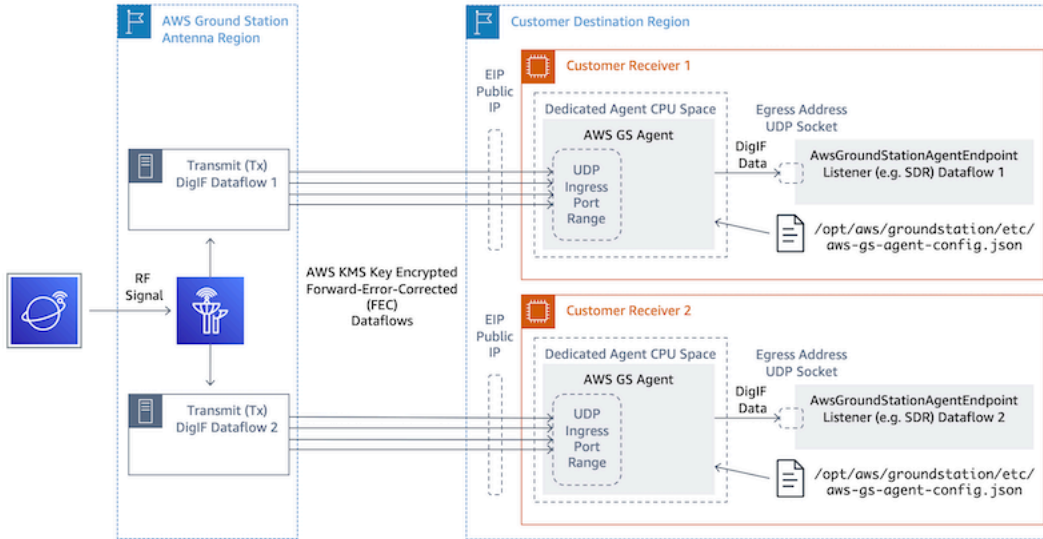 AWS Ground Station
Antenna Region
Customer Destination Region
Customer Receiver 1
EIP
Public
IP
Dedicated Agent CPU Space
AWS GS Agent
UDP
Ingress
Port
Range
Egress Address
UDP Socket
DigIF
Data
AwsGroundStationAgentEndpoint
Listener (e.g. SDR) Dataflow 1
/opt/aws/groundstation/etc/
aws-gs-agent-config.json
Transmit (Tx)
DigIF Dataflow 1
RF
Signal
AWS KMS Key Encrypted
Forward-Error-Corrected
(FEC)
Dataflows
Transmit (Tx)
DigIF Dataflow 2
Customer Receiver 2
EIP
Public
IP
Dedicated Agent CPU Space
AWS GS Agent
UDP
Ingress
Port
Range
Egress Address
UDP Socket
DigIF
Data
AwsGroundStationAgentEndpoint
Listener (e.g. SDR) Dataflow 2
/opt/aws/groundstation/etc/
aws-gs-agent-config.json